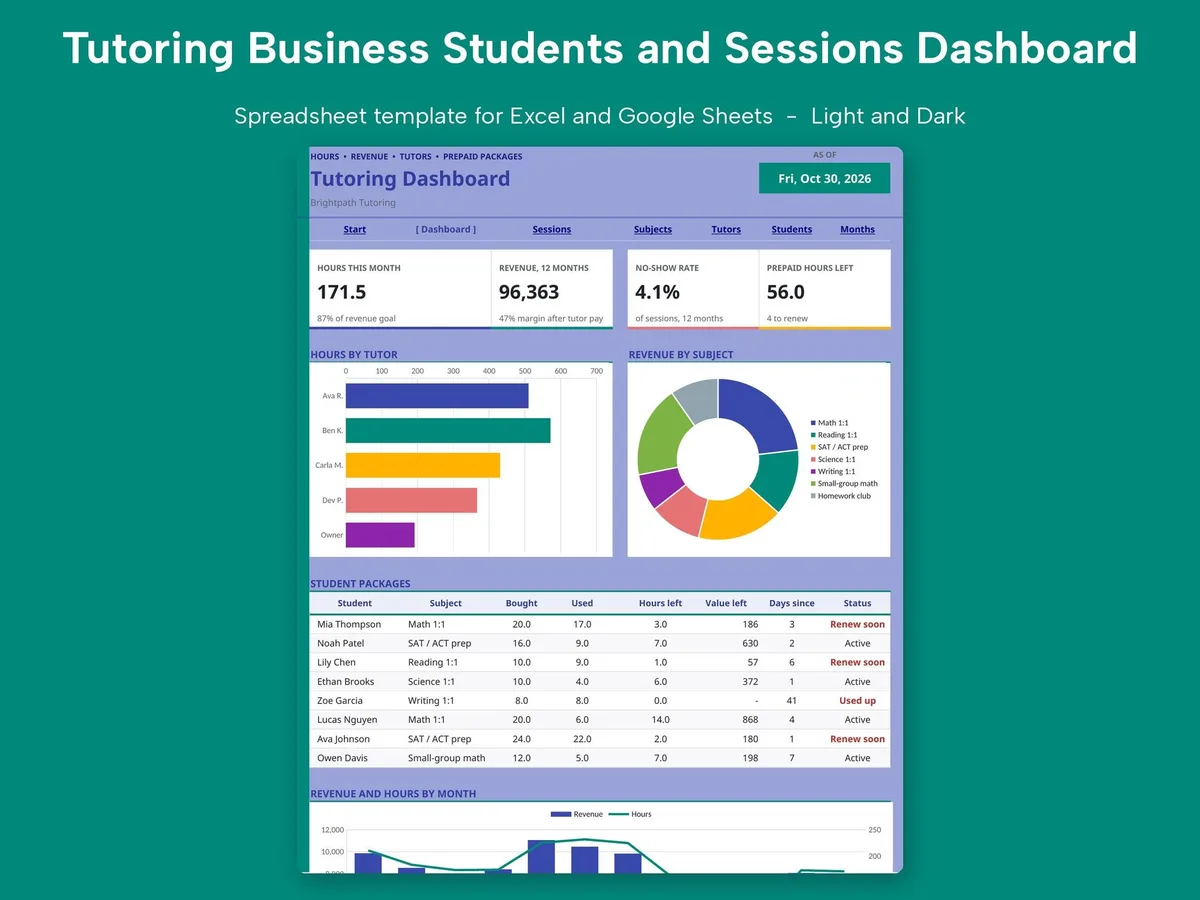 Tutoring Business Students and Sessions Dashboard
Spreadsheet template for Excel and Google Sheets - Light and Dark
HOURS • REVENUE • TUTORS • PREPAID PACKAGES
AS OF
Tutoring Dashboard
Fri, Oct 30, 2026
Brightpath Tutoring
Start [ Dashboard ] Sessions Subjects Tutors Students Months
HOURS THIS MONTH REVENUE, 12 MONTHS NO-SHOW RATE PREPAID HOURS LEFT
171.5 96,363 4.1% 56.0
87% of revenue goal 47% margin after tutor pay of sessions, 12 months 4 to renew
HOURS BY TUTOR
0 100 200 300 400 500 600 700
Ava R.
Ben K.
Carla M.
Dev P.
Owner
REVENUE BY SUBJECT
Math 1:1
Reading 1:1
SAT / ACT prep
Science 1:1
Writing 1:1
Small-group math
Homework club
STUDENT PACKAGES
Student Subject Bought Used Hours left Value left Days since Status
Mia Thompson Math 1:1 20.0 17.0 3.0 186 3 Renew soon
Noah Patel SAT / ACT prep 16.0 9.0 7.0 630 2 Active
Lily Chen Reading 1:1 10.0 9.0 1.0 57 6 Renew soon
Ethan Brooks Science 1:1 10.0 4.0 6.0 372 1 Active
Zoe Garcia Writing 1:1 8.0 8.0 0.0 - 41 Used up
Lucas Nguyen Math 1:1 20.0 6.0 14.0 868 4 Active
Ava Johnson SAT / ACT prep 24.0 22.0 2.0 180 1 Renew soon
Owen Davis Small-group math 12.0 5.0 7.0 198 7 Active
REVENUE AND HOURS BY MONTH
Revenue Hours
12,000 250
10,000 200